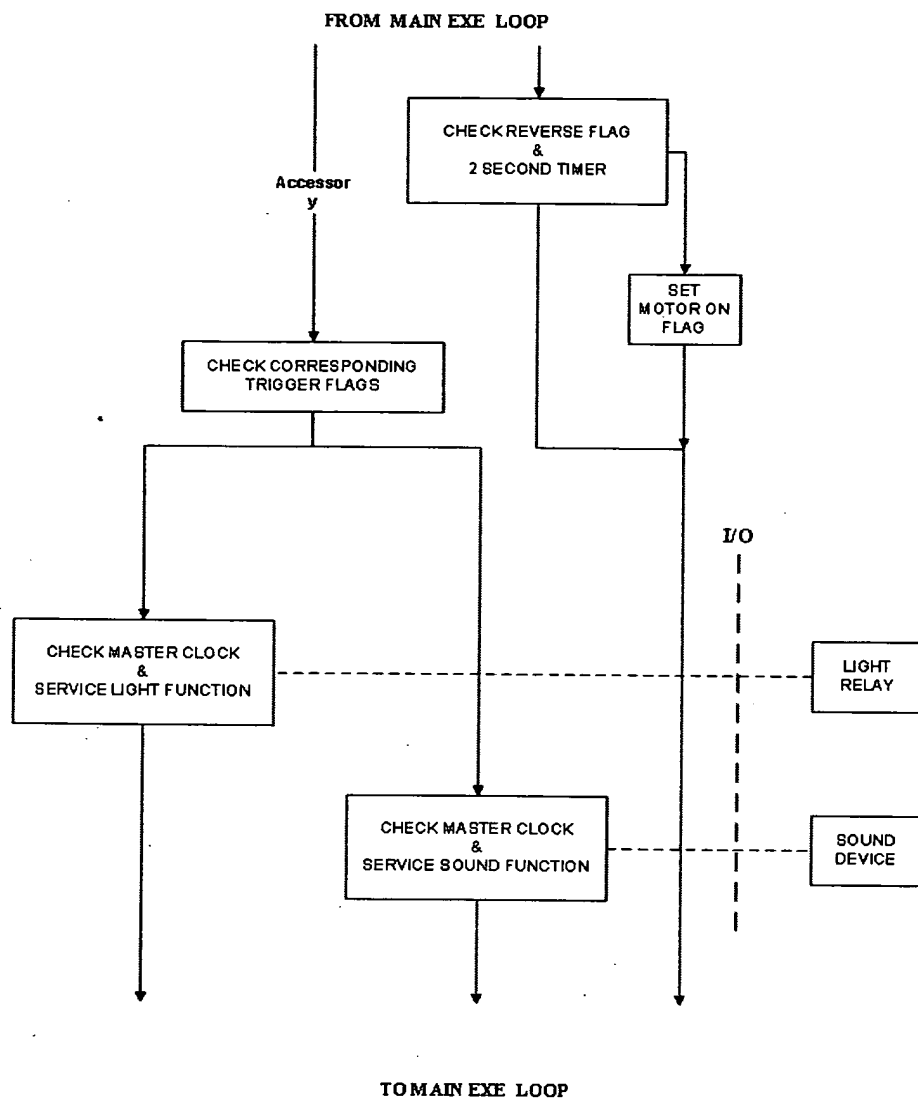 FROM MAIN EXE LOOP
CHECK REVERSE FLAG
&
2 SECOND TIMER
Accessor
y
SET
MOTOR ON
FLAG
CHECK CORRESPONDING
TRIGGER FLAGS
I/O
CHECK MASTER CLOCK
&
SERVICE LIGHT FUNCTION
LIGHT
RELAY
CHECK MASTER CLOCK
&
SERVICE SOUND FUNCTION
SOUND
DEVICE
TO MAIN EXE LOOP